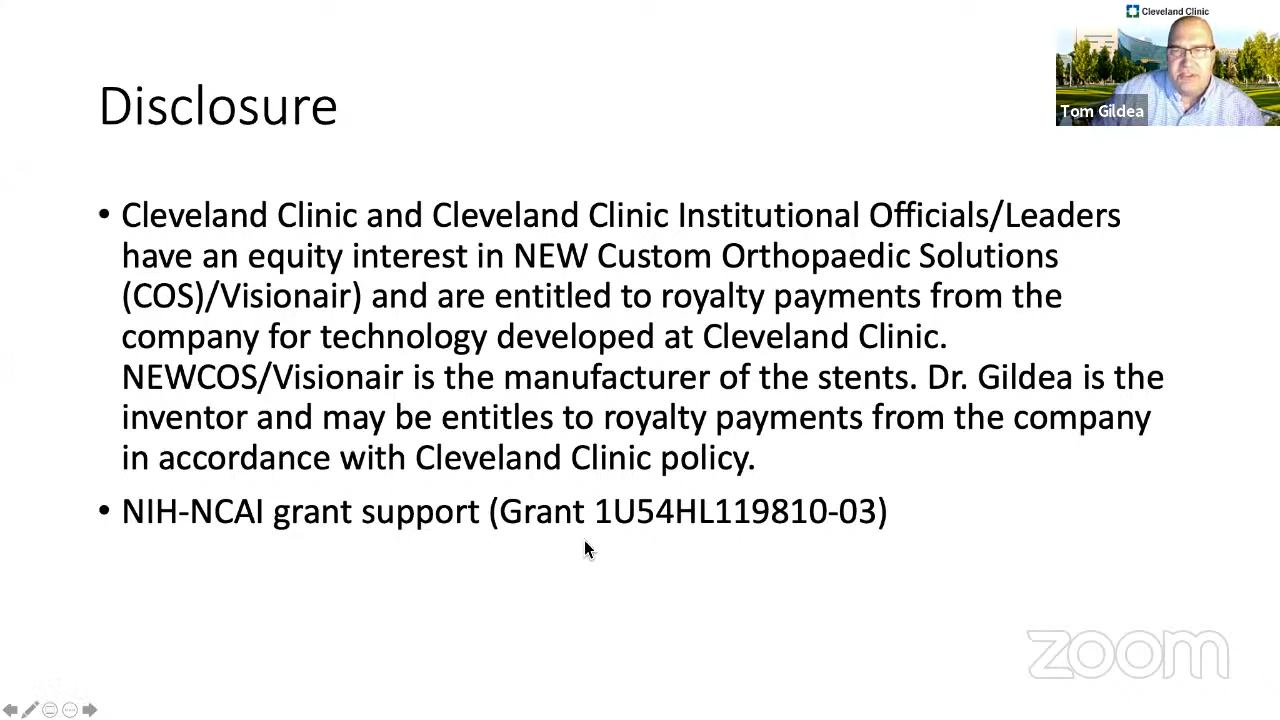 Cleveland Clinic
Tom Gildea
Disclosure
• Cleveland Clinic and Cleveland Clinic Institutional Officials/Leaders
have an equity interest in NEW Custom Orthopaedic Solutions
(COS)/Visionair) and are entitled to royalty payments from the
company for technology developed at Cleveland Clinic.
NEWCOS/Visionair is the manufacturer of the stents. Dr. Gildea is the
inventor and may be entitles to royalty payments from the company
in accordance with Cleveland Clinic policy.
• NIH-NCAI grant support (Grant 1U54HL119810-03)
zoom